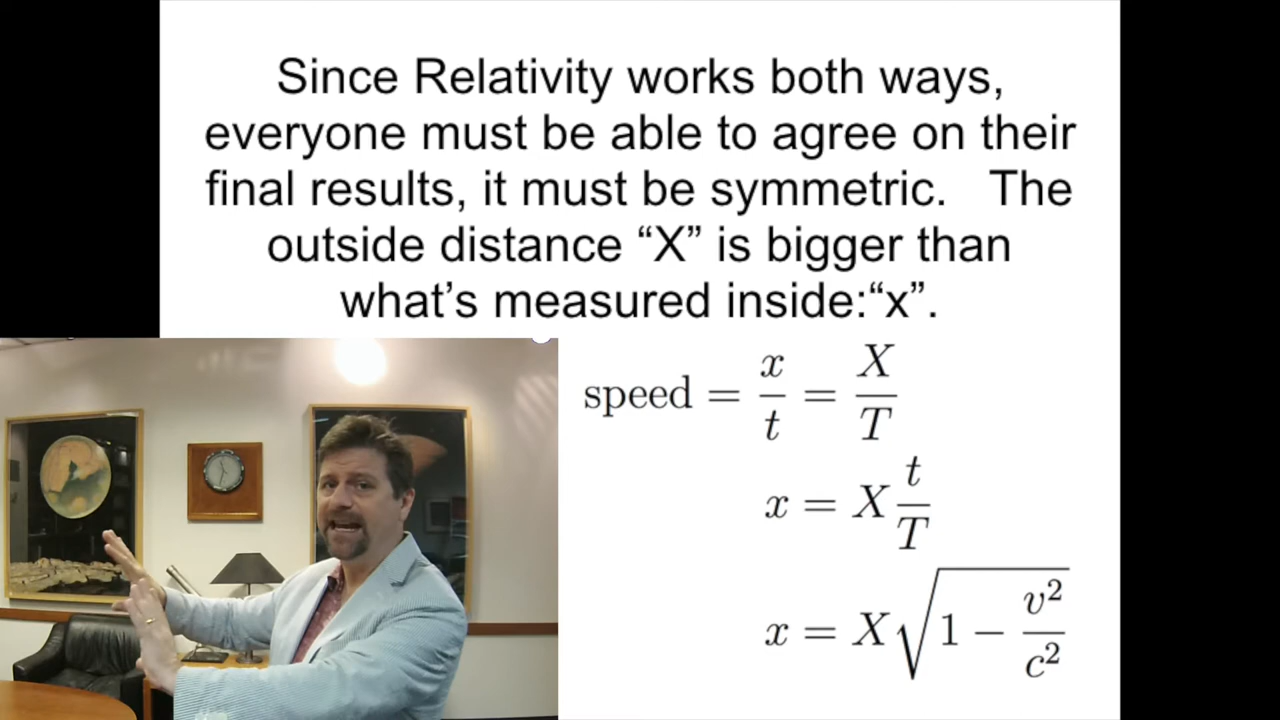 Since Relativity works both ways,
everyone must be able to agree on their
final results, it must be symmetric. The
outside distance “X” is bigger than
what’s measured inside:“x”.
speed = x/t = X/T
x = X t/T
x = X√(1 − v²/c²)